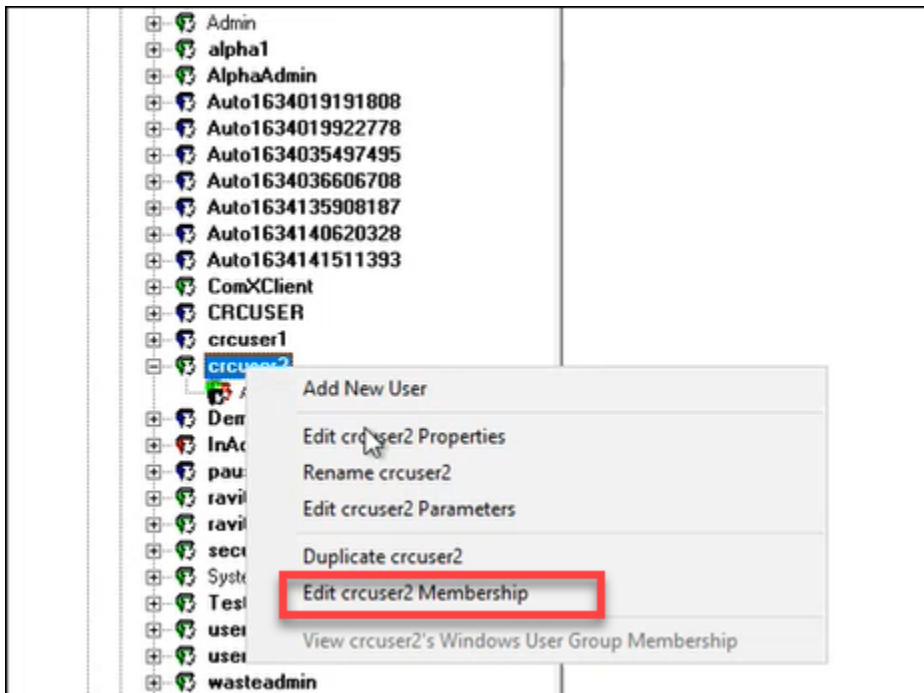 Admin
alpha1
AlphaAdmin
Auto1634019191808
Auto1634019922778
Auto1634035497495
Auto1634036606708
Auto1634135908187
Auto1634140620328
Auto1634141511393
ComXClient
CRCUSER
crcuser1
crcuser2
Add New User
Edit crcuser2 Properties
Rename crcuser2
Edit crcuser2 Parameters
Duplicate crcuser2
Edit crcuser2 Membership
View crcuser2's Windows User Group Membership
wasteadmin